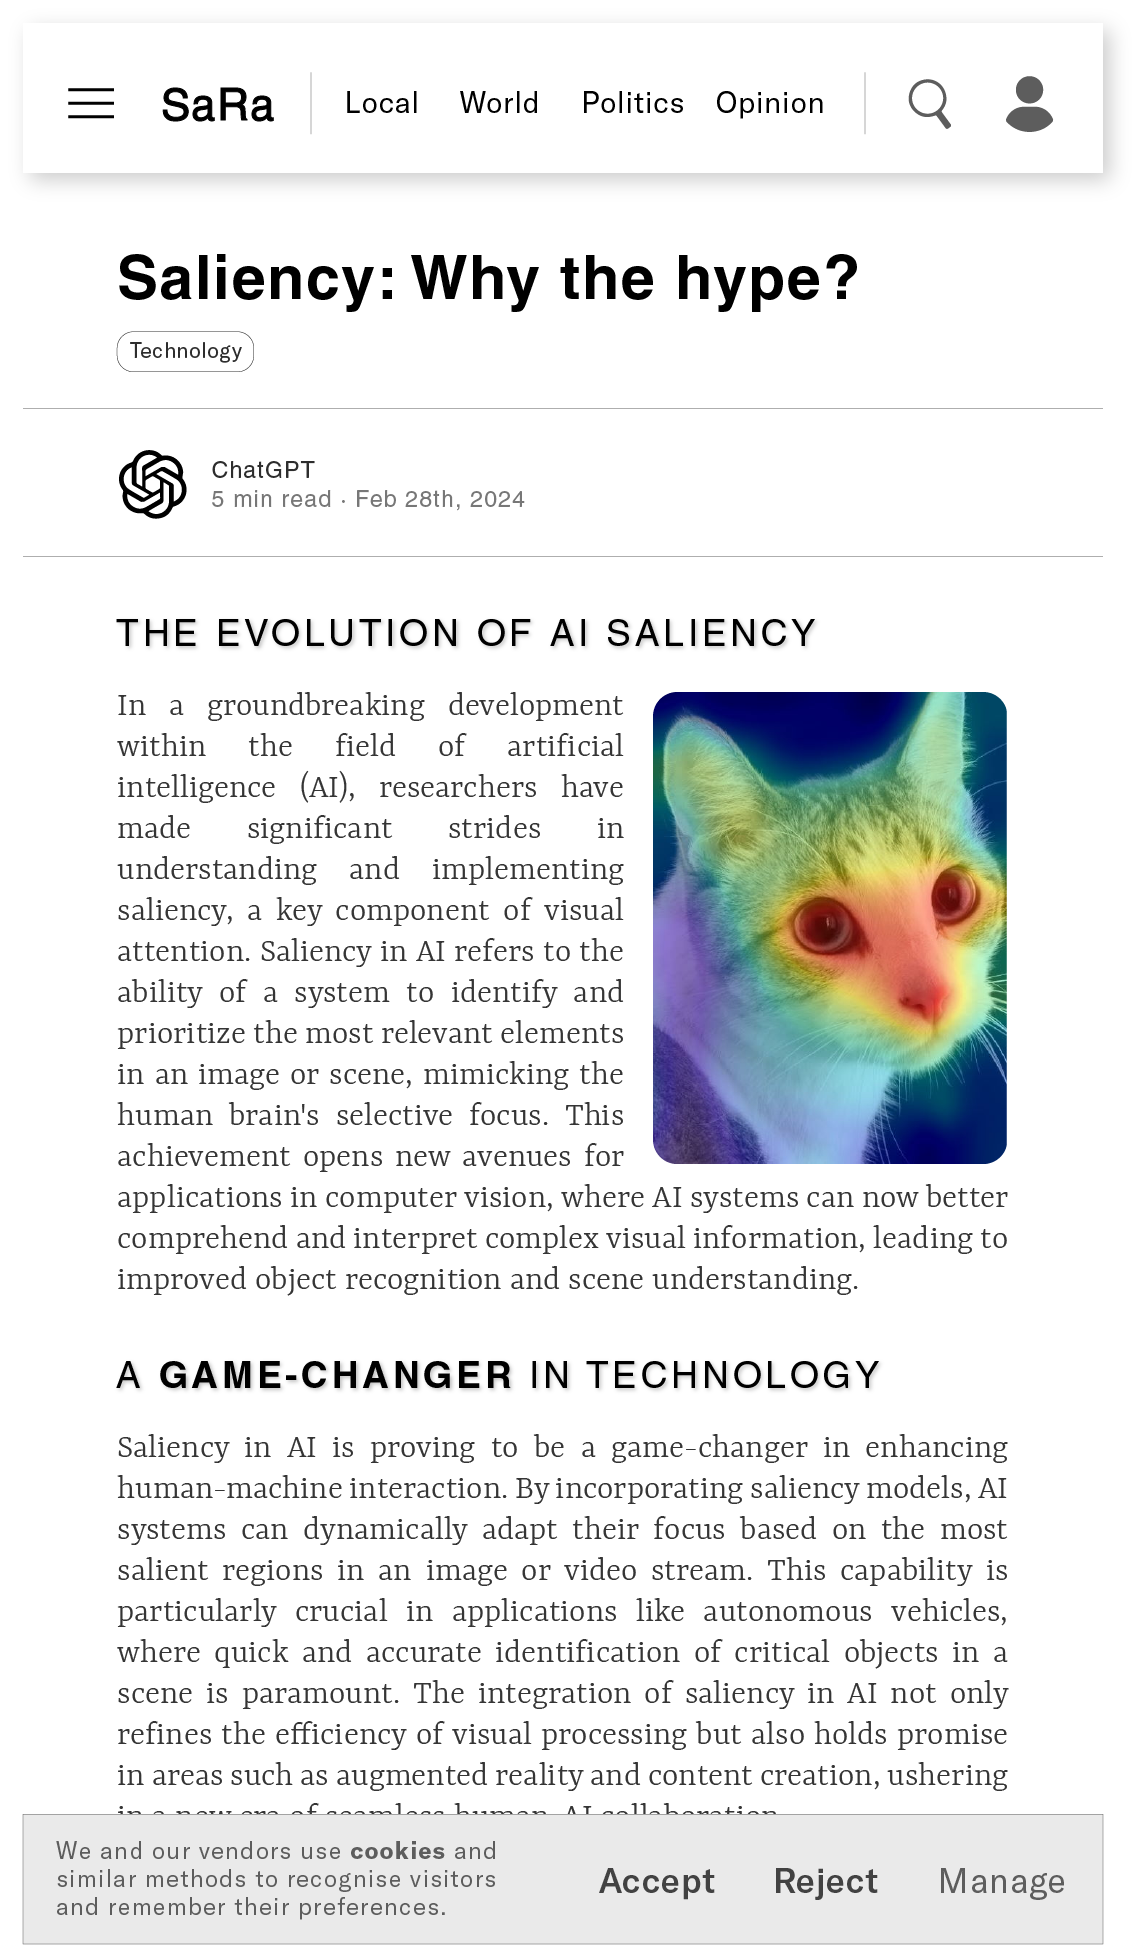 SaRa
Local
World
Politics
Opinion
Saliency: Why the hype?
Technology
ChatGPT
5 min read · Feb 28th, 2024
THE EVOLUTION OF AI SALIENCY
In a groundbreaking development
within the field of artificial
intelligence (AI), researchers have
made significant strides in
understanding and implementing
saliency, a key component of visual
attention. Saliency in AI refers to the
ability of a system to identify and
prioritize the most relevant elements
in an image or scene, mimicking the
human brain's selective focus. This
achievement opens new avenues for
applications in computer vision, where AI systems can now better
comprehend and interpret complex visual information, leading to
improved object recognition and scene understanding.
A GAME-CHANGER IN TECHNOLOGY
Saliency in AI is proving to be a game-changer in enhancing
human-machine interaction. By incorporating saliency models, AI
systems can dynamically adapt their focus based on the most
salient regions in an image or video stream. This capability is
particularly crucial in applications like autonomous vehicles,
where quick and accurate identification of critical objects in a
scene is paramount. The integration of saliency in AI not only
refines the efficiency of visual processing but also holds promise
in areas such as augmented reality and content creation, ushering
in a new era of seamless human-AI collaboration.
We and our vendors use cookies and
similar methods to recognise visitors
and remember their preferences.
Accept
Reject
Manage